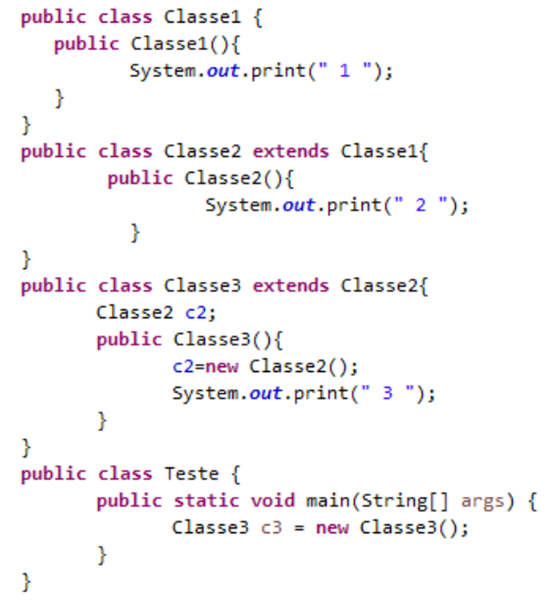 public class Classe1 {
public Classe1(){
System.out.print(" 1 ");
}
}
public class Classe2 extends Classe1{
public Classe2(){
System.out.print(" 2 ");
}
}
public class Classe3 extends Classe2{
Classe2 c2;
public Classe3(){
c2=new Classe2();
System.out.print(" 3 ");
}
}
public class Teste {
public static void main(String[] args) {
Classe3 c3 = new Classe3();
}
}